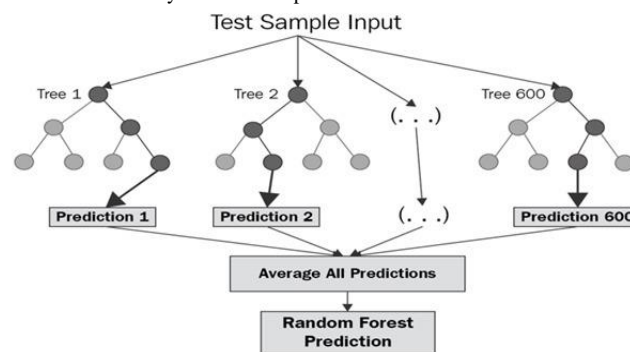 Test Sample Input
Tree 1
Tree 2
(. . .)
Tree 600
Prediction 1
Prediction 2
(. . .)
Prediction 600
Average All Predictions
Random Forest
Prediction